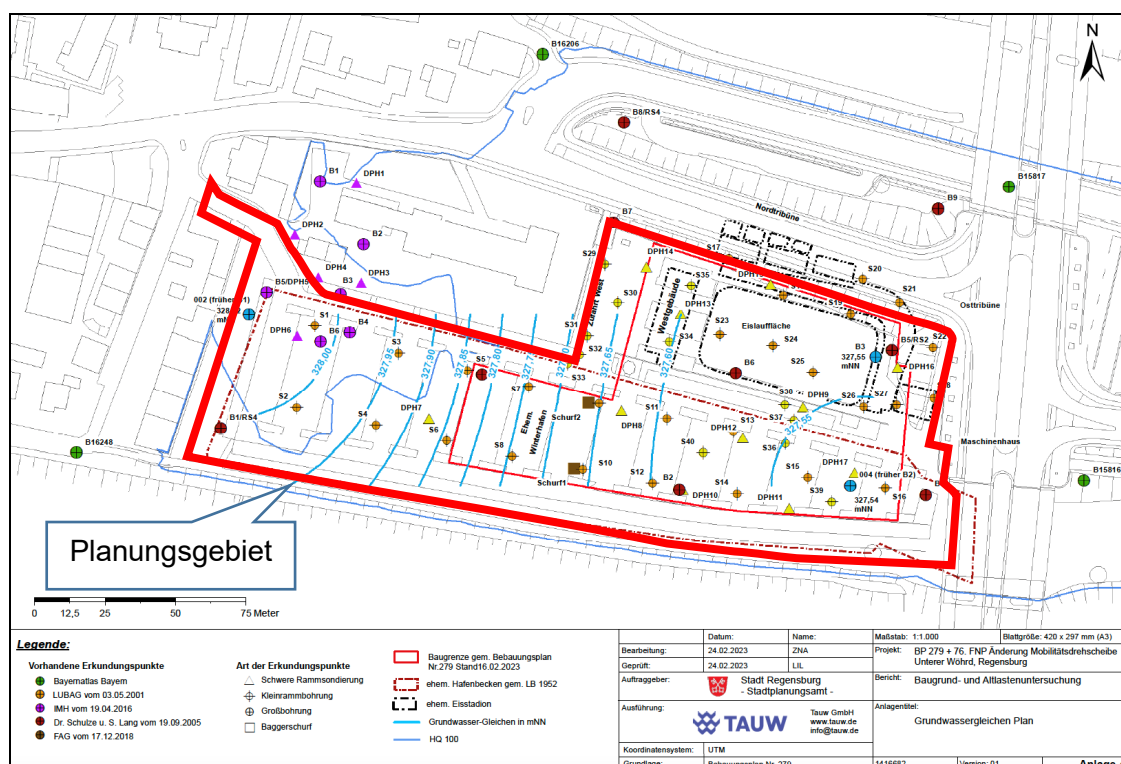 B16206
N
B8/RS4
B15817
B9
B1
DPH1
Nordtribüne
B7
DPH2
B2
S29
DPH14
S17
S20
DPH4
DPH3
S35
S21
B5/DPH5
B3
S30
Zufahrt West
Westgebäude
DPH13
S19
Osttribüne
002 (früher B1)
S1
S31
S23
Eislauffläche
B3
B5/RS2
S22
DPH6
B4
S34
S24
327,55
mNN
B6
S3
S32
DPH16
328,00
327,95
327,90
327,85
327,80
327,65
327,60
S5
S33
B6
S25
S2
S7
S26
S27
Schurf2
DPH9
B1/RS4
S4
DPH7
Ehem.
Winterhafen
S11
S37
327,55
DPH8
S13
DPH12
B16248
S6
S8
S40
S36
Maschinenhaus
S10
DPH17
Schurf1
S12
B2
S14
S15
004 (früher B2)
B15816
DPH10
DPH11
S39
S16
327,54
mNN
Planungsgebiet
0 12,5 25 50 75 Meter
Legende:
Vorhandene Erkundungspunkte
Bayernatlas Bayern
LUBAG vom 03.05.2001
IMH vom 19.04.2016
Dr. Schulze u. S. Lang vom 19.09.2005
FAG vom 17.12.2018
Art der Erkundungspunkte
Schwere Rammsondierung
Kleinrammbohrung
Großbohrung
Baggerschurf
Baugrenze gem. Bebauungsplan
Nr.279 Stand16.02.2023
ehem. Hafenbecken gem. LB 1952
ehem. Eisstadion
Grundwasser-Gleichen in mNN
HQ 100
Datum: Name: Maßstab: 1:1.000 Blattgröße: 420 x 297 mm (A3)
Bearbeitung: 24.02.2023 ZNA
Geprüft: 24.02.2023 LIL
Projekt: BP 279 + 76. FNP Änderung Mobilitätsdrehscheibe
Unterer Wöhrd, Regensburg
Auftraggeber: Stadt Regensburg
- Stadtplanungsamt -
Bericht: Baugrund- und Altlastenuntersuchung
Ausführung: TAUW
Tauw GmbH
www.tauw.de
info@tauw.de
Anlagentitel:
Grundwassergleichen Plan
Koordinatensystem: UTM